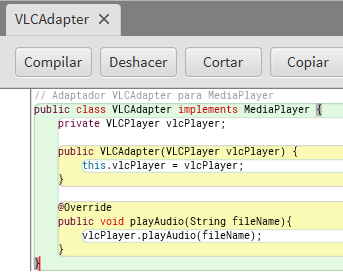 VLCAdapter ×
Compilar Deshacer Cortar Copiar
// Adaptador VLCAdapter para MediaPlayer
public class VLCAdapter implements MediaPlayer {
    private VLCPlayer vlcPlayer;

    public VLCAdapter(VLCPlayer vlcPlayer) {
        this.vlcPlayer = vlcPlayer;
    }

    @Override
    public void playAudio(String fileName){
        vlcPlayer.playAudio(fileName);
    }
}